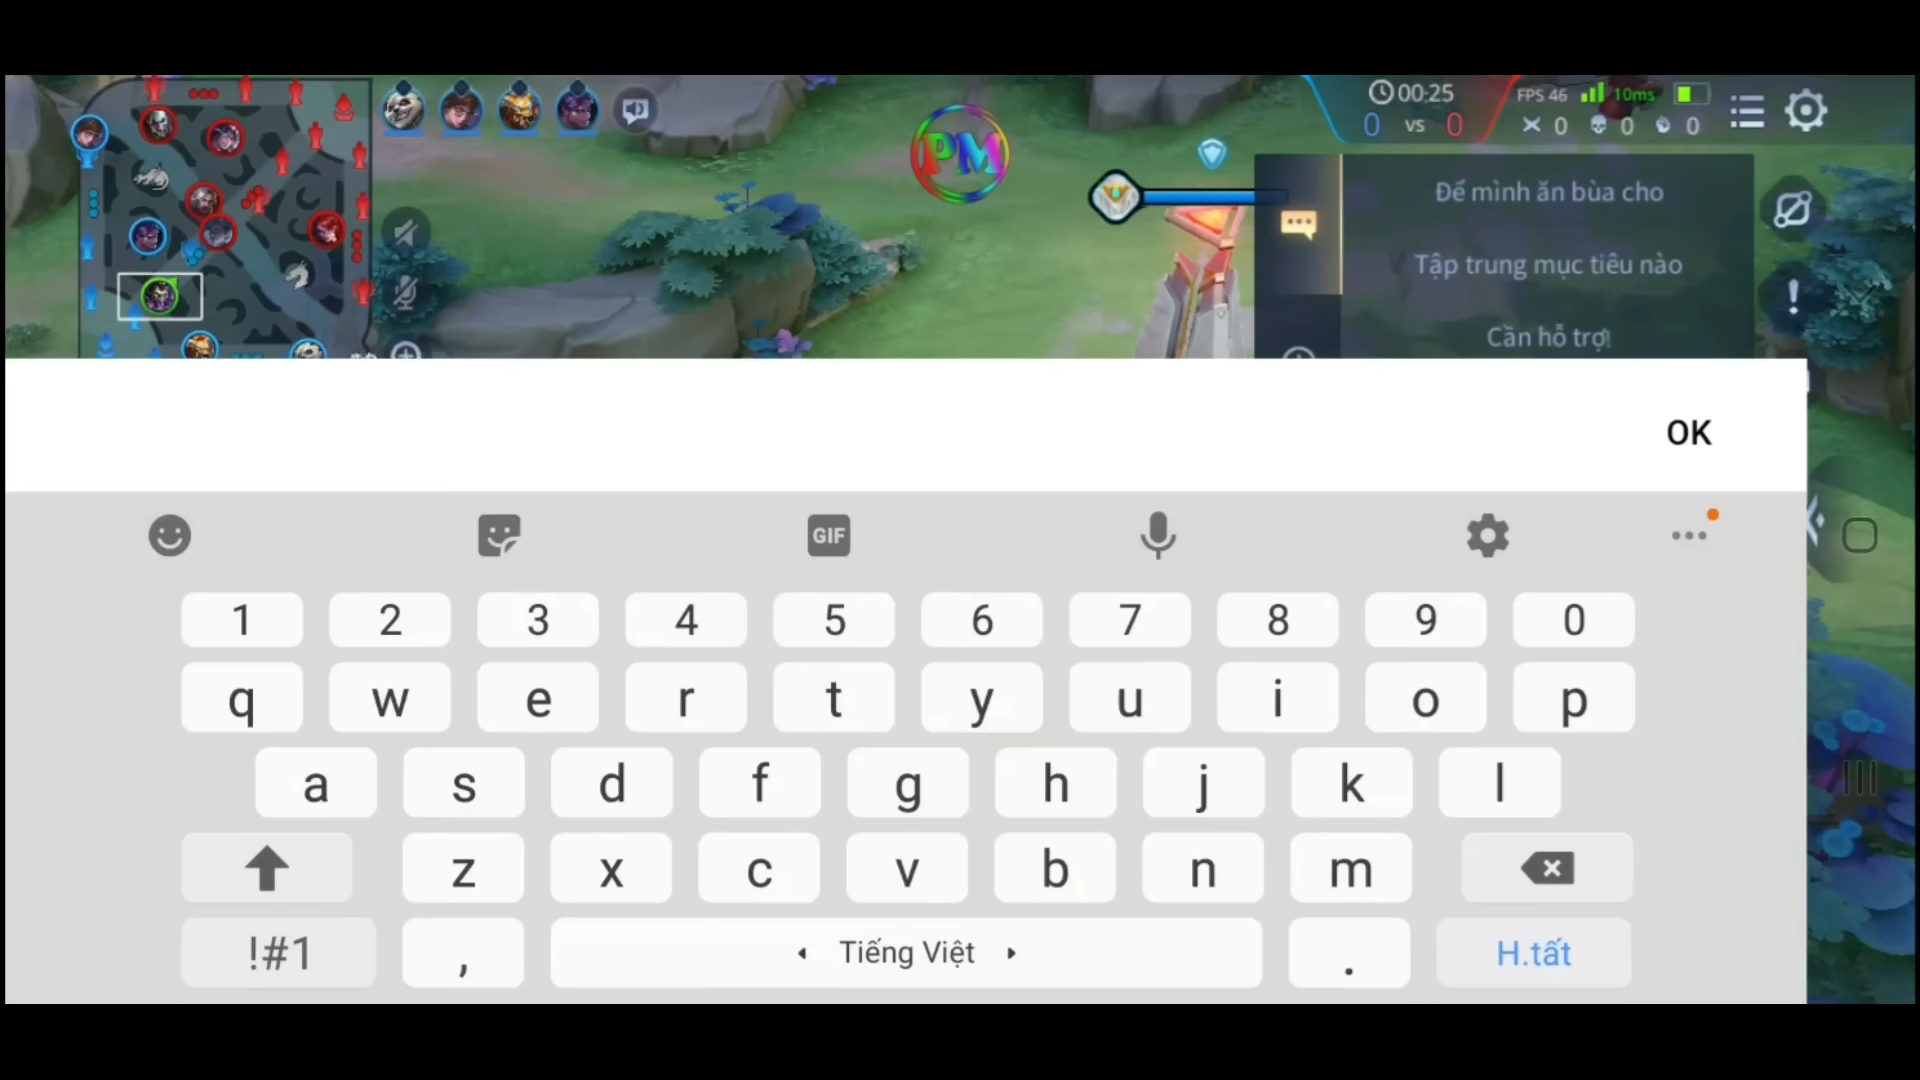 PM
00:25
0 vs 0
FPS 46
10ms
0 0 0
Để mình ăn bùa cho
Tập trung mục tiêu nào
Cần hỗ trợ!
OK
GIF
1 2 3 4 5 6 7 8 9 0
q w e r t y u i o p
a s d f g h j k l
z x c v b n m
!#1 , Tiếng Việt . H.tất